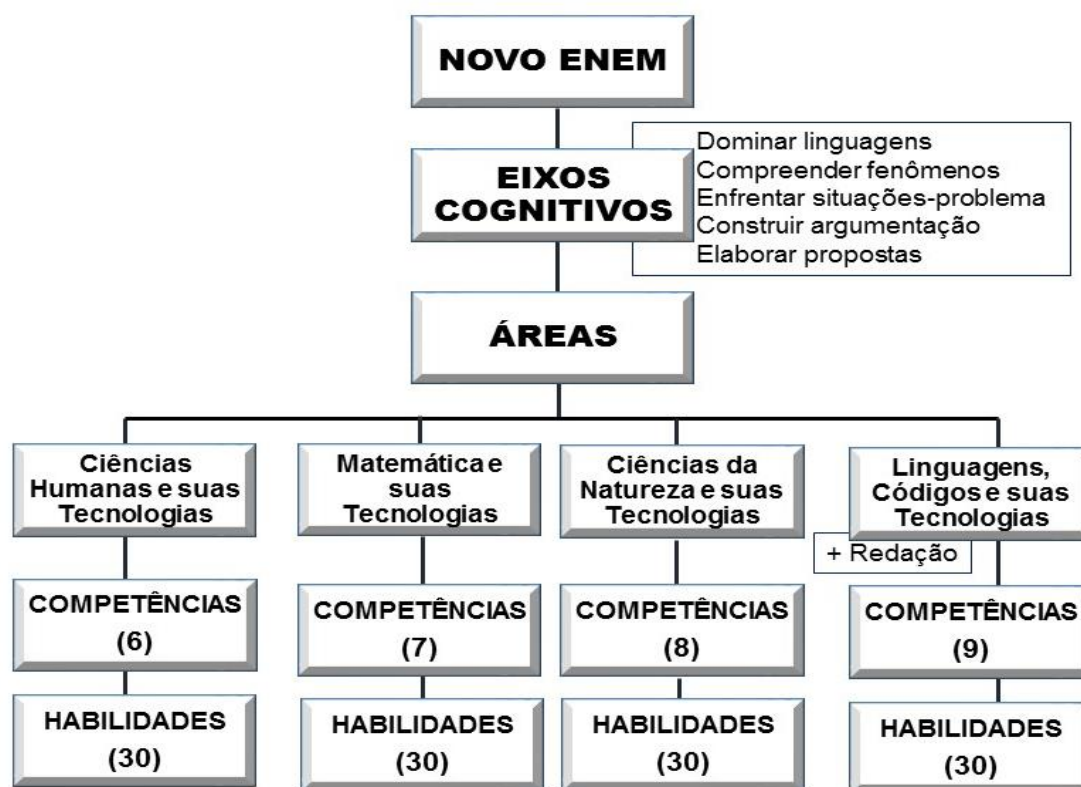 NOVO ENEM
EIXOS
COGNITIVOS
Dominar linguagens
Compreender fenômenos
Enfrentar situações-problema
Construir argumentação
Elaborar propostas
ÁREAS
Ciências
Humanas e suas
Tecnologias
Matemática e
suas
Tecnologias
Ciências da
Natureza e suas
Tecnologias
Linguagens,
Códigos e suas
Tecnologias
+ Redação
COMPETÊNCIAS
(6)
COMPETÊNCIAS
(7)
COMPETÊNCIAS
(8)
COMPETÊNCIAS
(9)
HABILIDADES
(30)
HABILIDADES
(30)
HABILIDADES
(30)
HABILIDADES
(30)